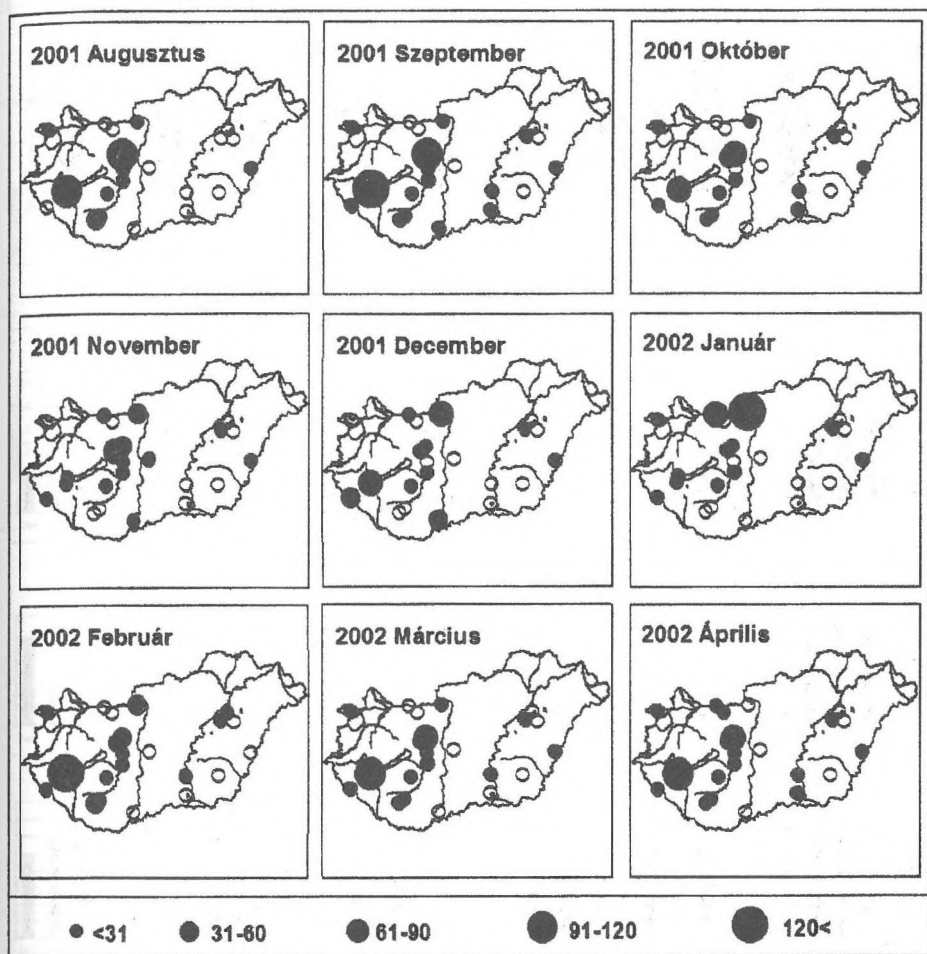 2001 Augusztus
2001 Szeptember
2001 Október
2001 November
2001 December
2002 Január
2002 Február
2002 Március
2002 Április
<31 31-60 61-90 91-120 120<